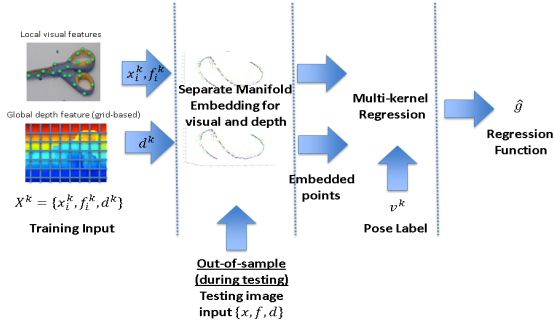 Local visual features
Global depth feature (grid-based)
X^k = {x_i^k, f_i^k, d^k}
Training Input
x_i^k, f_i^k
d^k
Separate Manifold
Embedding for
visual and depth
Out-of-sample
(during testing)
Testing image
input {x, f, d}
Embedded
points
Multi-kernel
Regression
v^k
Pose Label
ĝ
Regression
Function